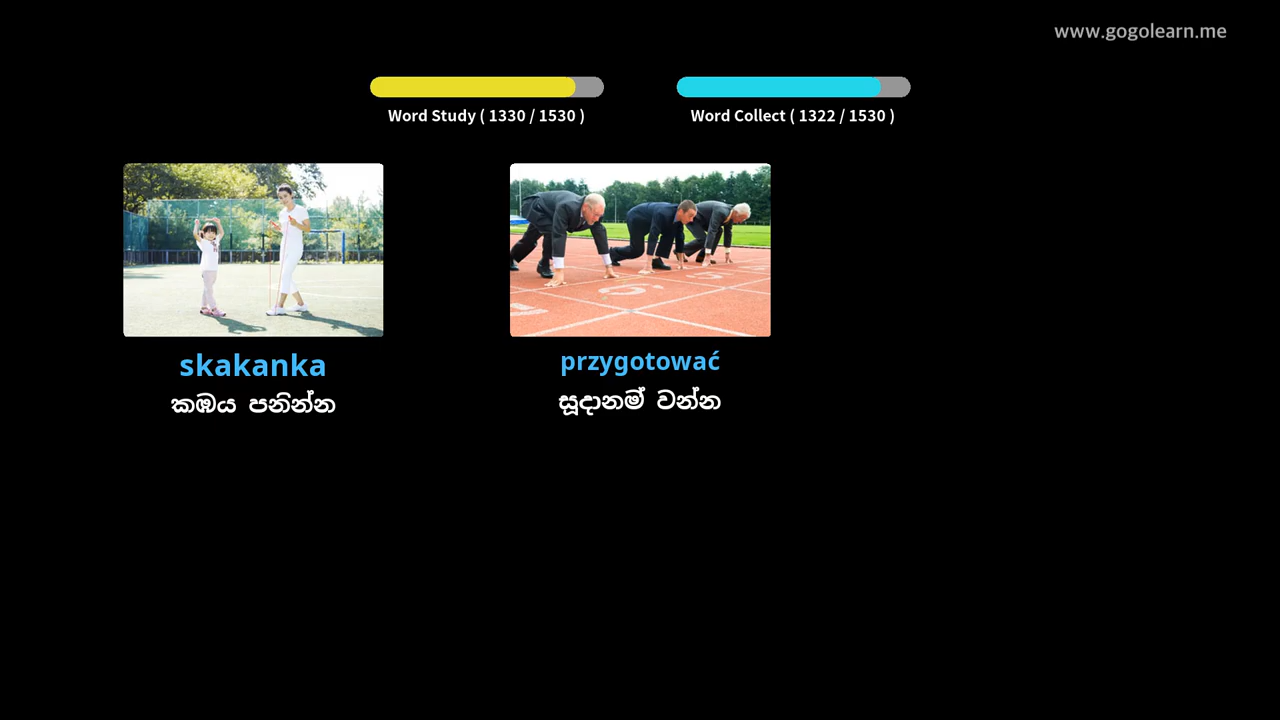 www.gogolearn.me
Word Study ( 1330 / 1530 )
Word Collect ( 1322 / 1530 )
skakanka
przygotować
කඹය පනින්න
සූදානම් වන්න